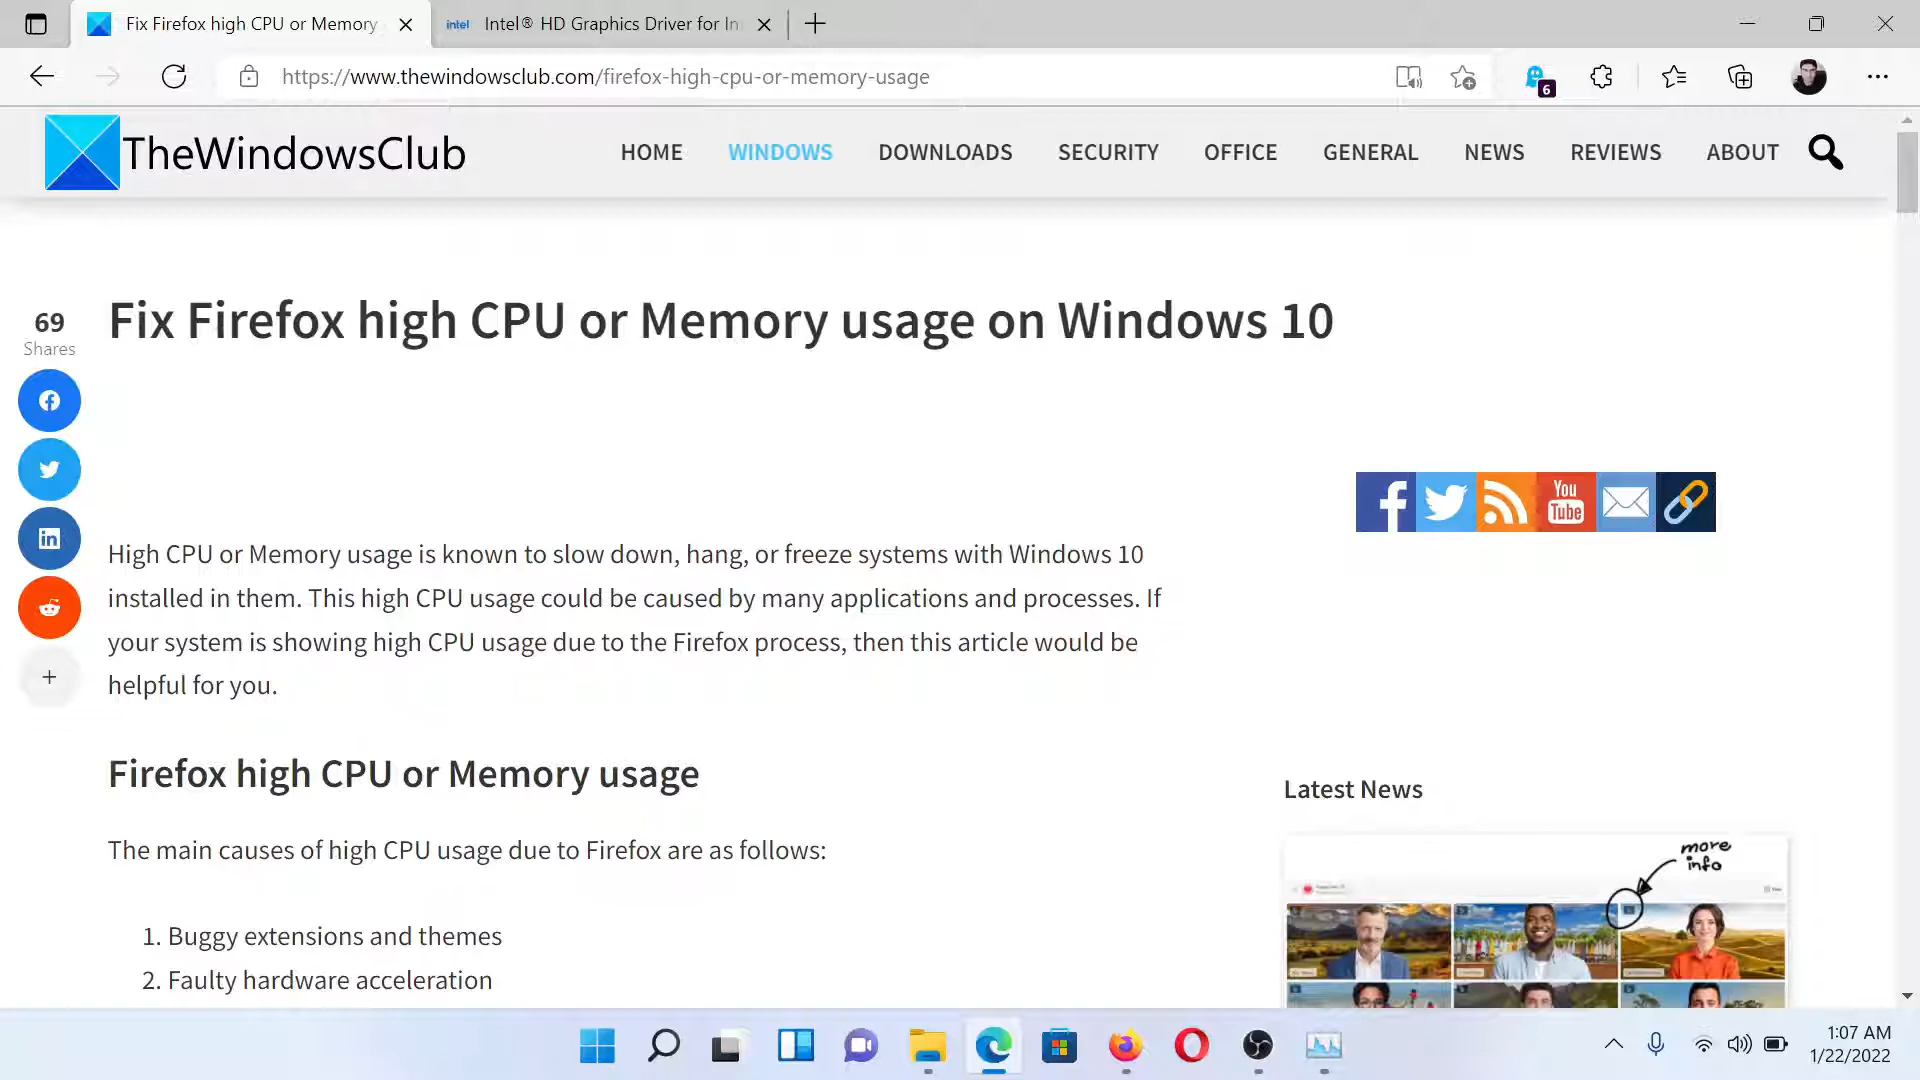 Fix Firefox high CPU or Memory
intel Intel® HD Graphics Driver for In
https://www.thewindowsclub.com/firefox-high-cpu-or-memory-usage
6
TheWindowsClub
HOME WINDOWS DOWNLOADS SECURITY OFFICE GENERAL NEWS REVIEWS ABOUT
69
Shares
Fix Firefox high CPU or Memory usage on Windows 10
You
Tube
High CPU or Memory usage is known to slow down, hang, or freeze systems with Windows 10
installed in them. This high CPU usage could be caused by many applications and processes. If
your system is showing high CPU usage due to the Firefox process, then this article would be
helpful for you.
Firefox high CPU or Memory usage
Latest News
The main causes of high CPU usage due to Firefox are as follows:
more
info
1. Buggy extensions and themes
2. Faulty hardware acceleration
1:07 AM
1/22/2022